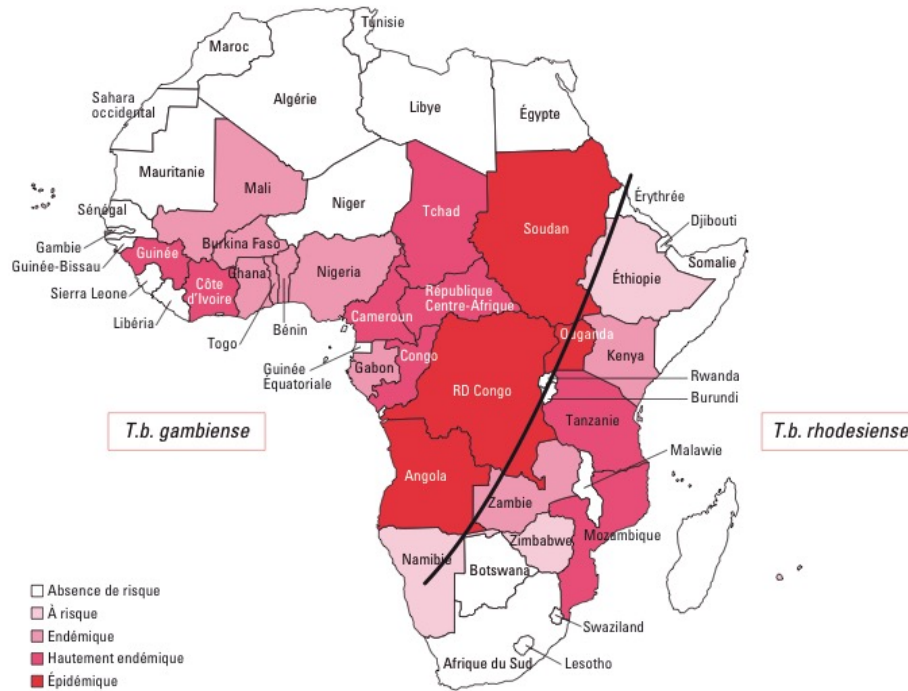 Tunisie
Maroc
Algérie
Libye
Égypte
Sahara
occidental
Mauritanie
Mali
Niger
Tchad
Soudan
Érythrée
Djibouti
Sénégal
Gambie
Guinée-Bissau
Guinée
Burkina Faso
Ghana
Nigeria
Éthiopie
Somalie
Côte
d'Ivoire
Sierra Leone
Libéria
Togo
Bénin
République
Centre-Afrique
Cameroun
Guinée
Équatoriale
Gabon
Congo
RD Congo
Ouganda
Kenya
Rwanda
Burundi
T.b. gambiense
Tanzanie
T.b. rhodesiense
Malawie
Angola
Zambie
Mozambique
Zimbabwe
Namibie
Botswana
Swaziland
Lesotho
Afrique du Sud
Absence de risque
À risque
Endémique
Hautement endémique
Épidémique